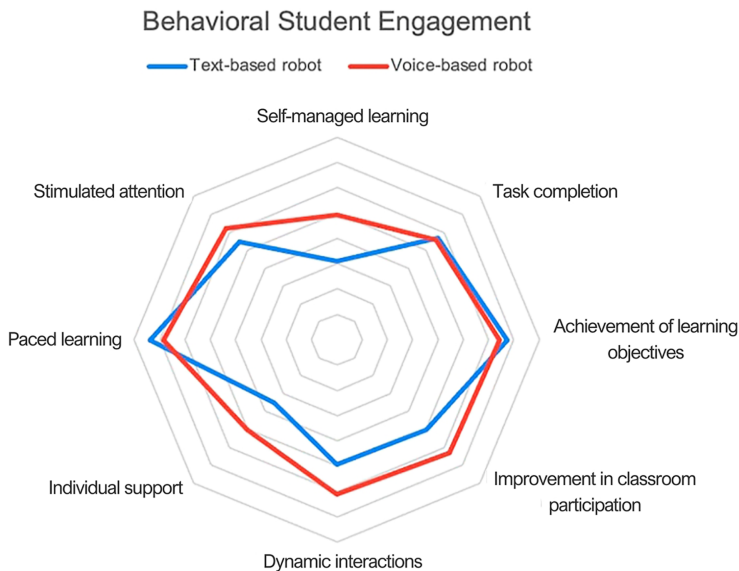 Behavioral Student Engagement
Text-based robot
Voice-based robot
Self-managed learning
Stimulated attention
Task completion
Paced learning
Achievement of learning
objectives
Individual support
Improvement in classroom
participation
Dynamic interactions